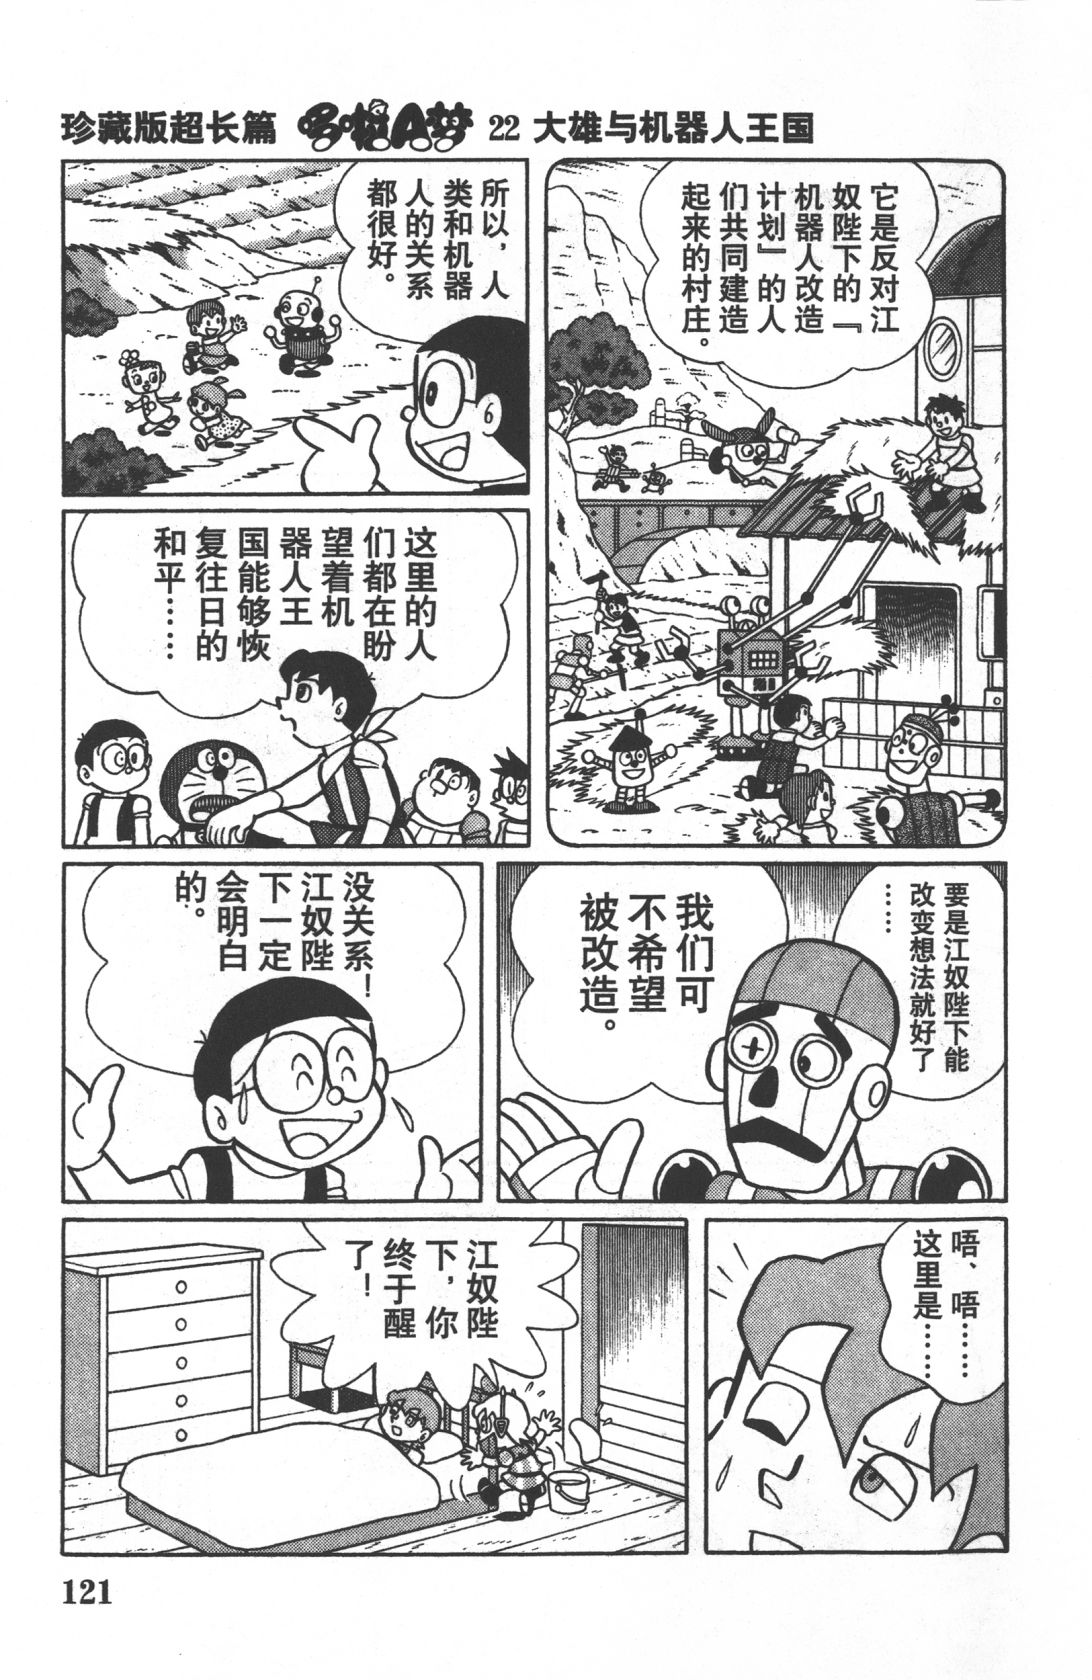 珍藏版超长篇 哆啦A梦 22 大雄与机器人王国
它是反对江
奴陛下的『
机器人改造
计划』的人
们共同建造
起来的村庄。
所以，人
类和机器
人的关系
都很好。
这里的人
们都在盼
望着机
器人王
国能够恢
复往日的
和平……
要是江奴陛下能
改变想法就好了
……
我们可
不希望
被改造。
没关系！
江奴陛
下一定
会明白
的。
唔、唔……
这里是……
江奴陛
下，你
终于醒
了！
121